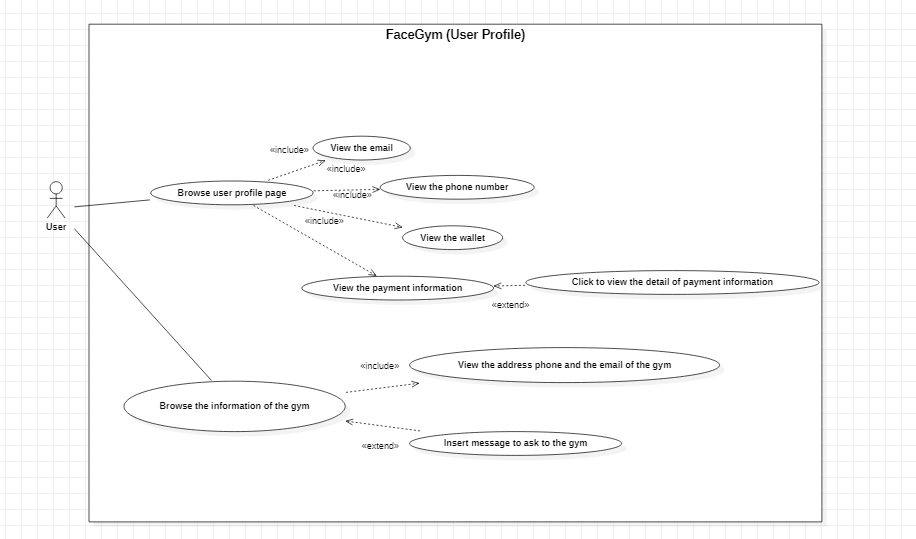 FaceGym (User Profile)
«include»
View the email
«include»
Browse user profile page
View the phone number
«include»
User
«include»
View the wallet
View the payment information
Click to view the detail of payment information
«extend»
«include»
View the address phone and the email of the gym
Browse the information of the gym
«extend»
Insert message to ask to the gym